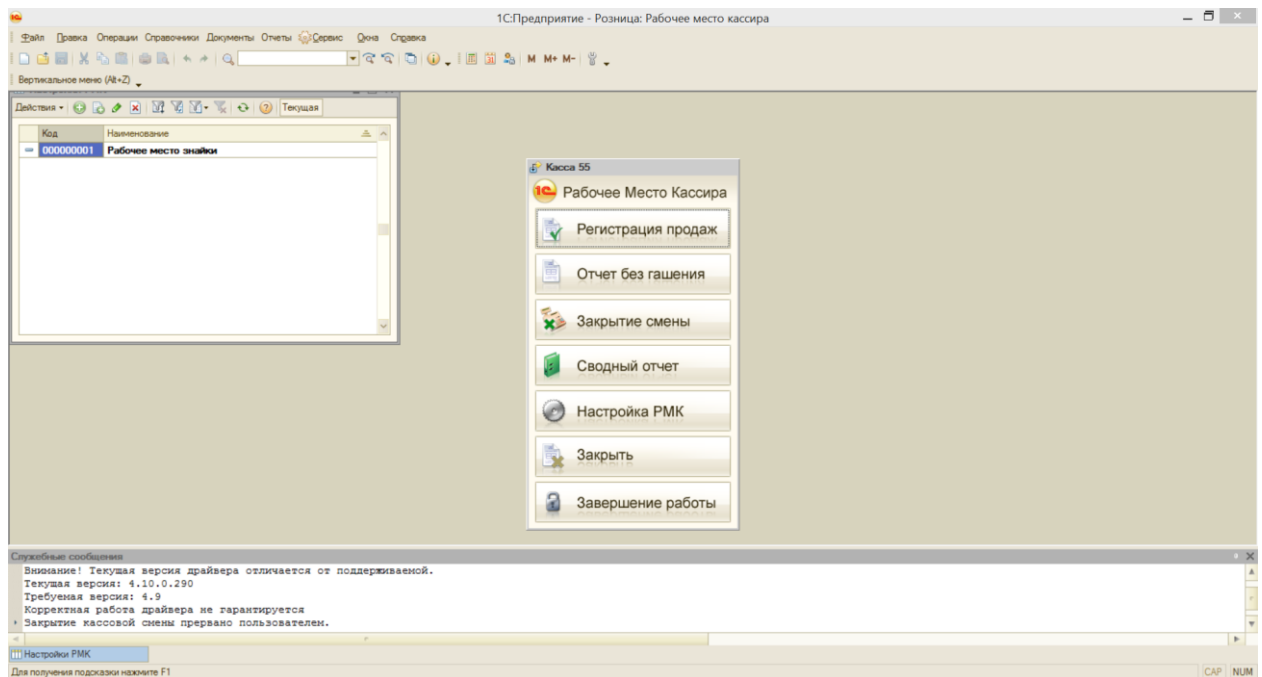 1С:Предприятие - Розница: Рабочее место кассира
Файл Правка Операции Справочники Документы Отчеты Сервис Окна Справка
M M+ M-
Вертикальное меню (Alt+Z)
Действия Текущая
Код Наименование
000000001 Рабочее место знайки
Касса 55
1С Рабочее Место Кассира
Регистрация продаж
Отчет без гашения
Закрытие смены
Сводный отчет
Настройка РМК
Закрыть
Завершение работы
Служебные сообщения
Внимание! Текущая версия драйвера отличается от поддерживаемой.
Текущая версия: 4.10.0.290
Требуемая версия: 4.9
Корректная работа драйвера не гарантируется
Закрытие кассовой смены прервано пользователем.
Настройки РМК
Для получения подсказки нажмите F1
CAP NUM